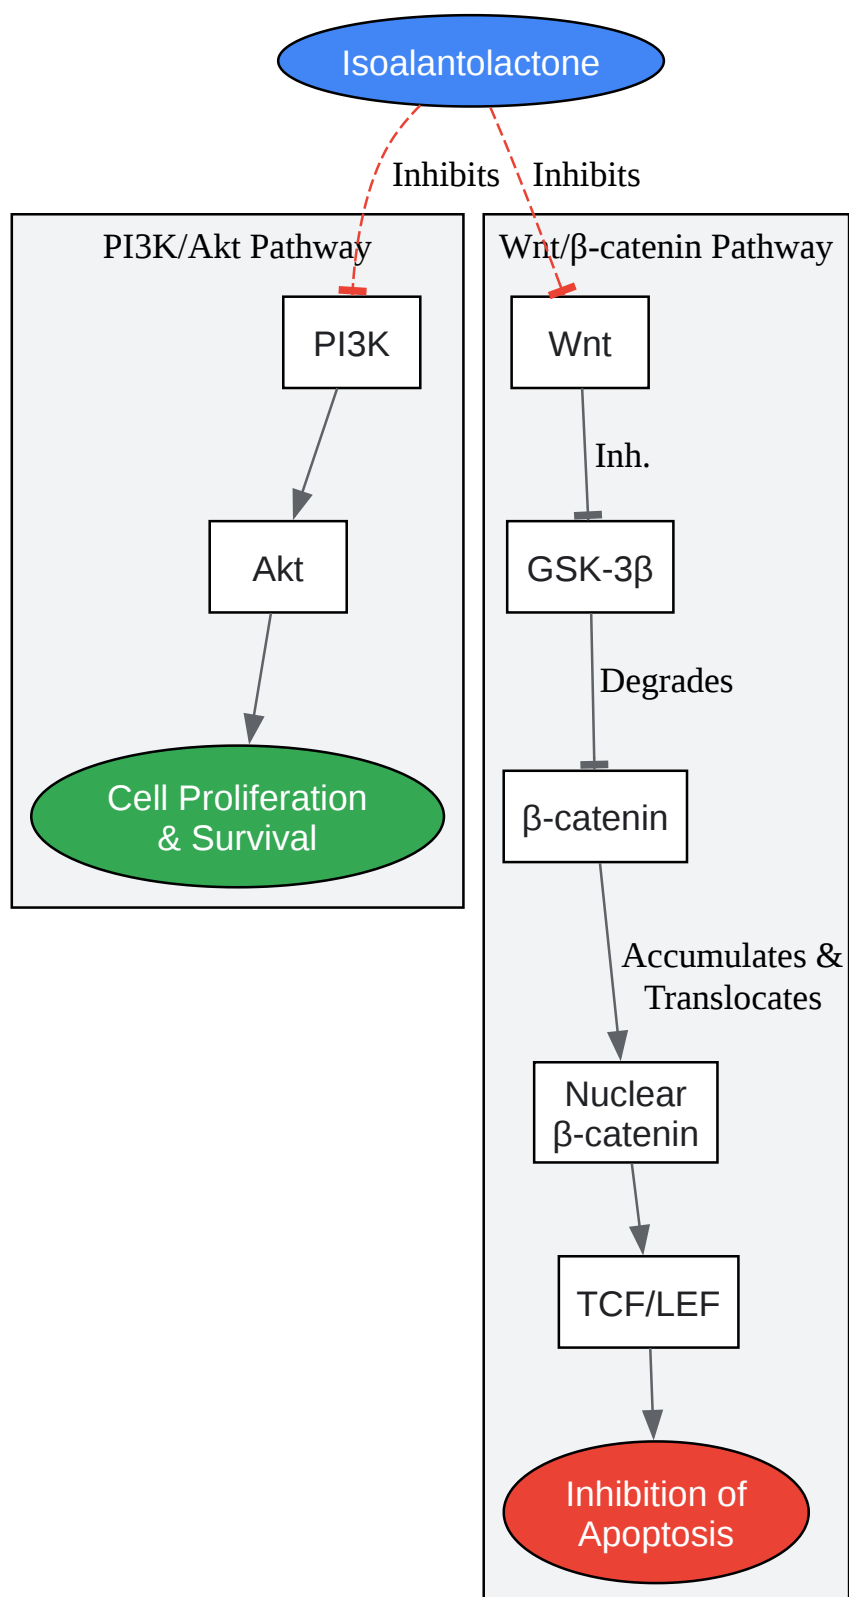 Isoalantolactone
Inhibits
Inhibits
PI3K/Akt Pathway
PI3K
Akt
Cell Proliferation
& Survival
Wnt/β-catenin Pathway
Wnt
Inh.
GSK-3β
Degrades
β-catenin
Accumulates &
Translocates
Nuclear
β-catenin
TCF/LEF
Inhibition of
Apoptosis